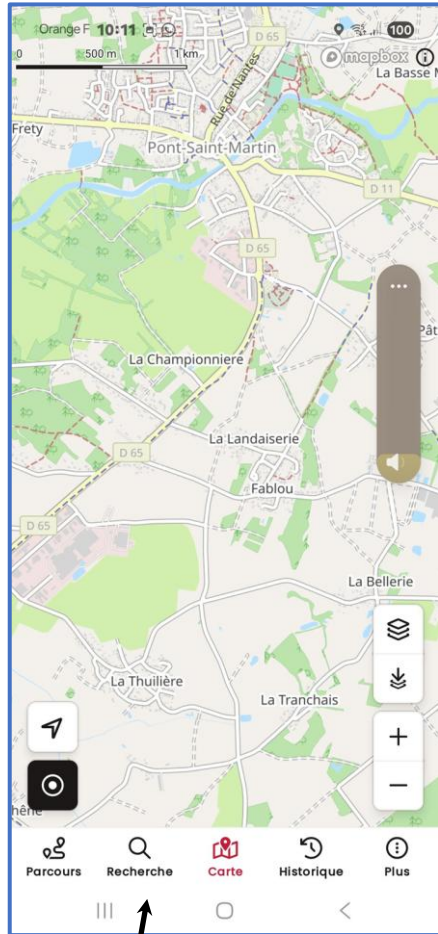 Orange F 10:11 100
0 500 m 1 km
D 65
mapbox
La Basse M
Rue de Nantes
Frety
Pont-Saint-Martin
D 11
D 65
Pât
La Championniere
La Landaiserie
D 65
Fablou
D 65
La Bellerie
La Thuilière
La Tranchais
hêne
Parcours Recherche Carte Historique Plus